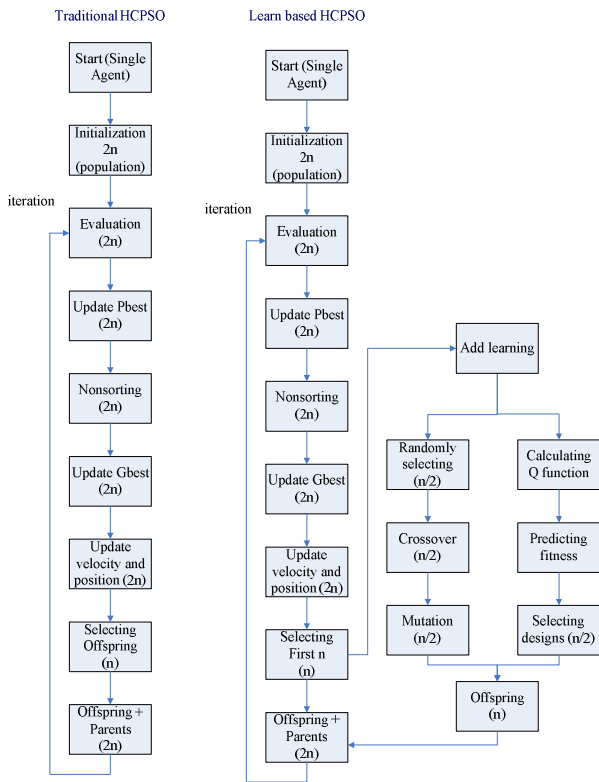 Traditional HCPSO
Start (Single
Agent)
Initialization
2n
(population)
iteration
Evaluation
(2n)
Update Pbest
(2n)
Nonsorting
(2n)
Update Gbest
(2n)
Update
velocity and
position (2n)
Selecting
Offspring
(n)
Offspring +
Parents
(2n)
Learn based HCPSO
Start (Single
Agent)
Initialization
2n
(population)
iteration
Evaluation
(2n)
Update Pbest
(2n)
Nonsorting
(2n)
Update Gbest
(2n)
Update
velocity and
position (2n)
Selecting
First n
(n)
Offspring +
Parents
(2n)
Add learning
Randomly
selecting
(n/2)
Crossover
(n/2)
Mutation
(n/2)
Calculating
Q function
Predicting
fitness
Selecting
designs (n/2)
Offspring
(n)